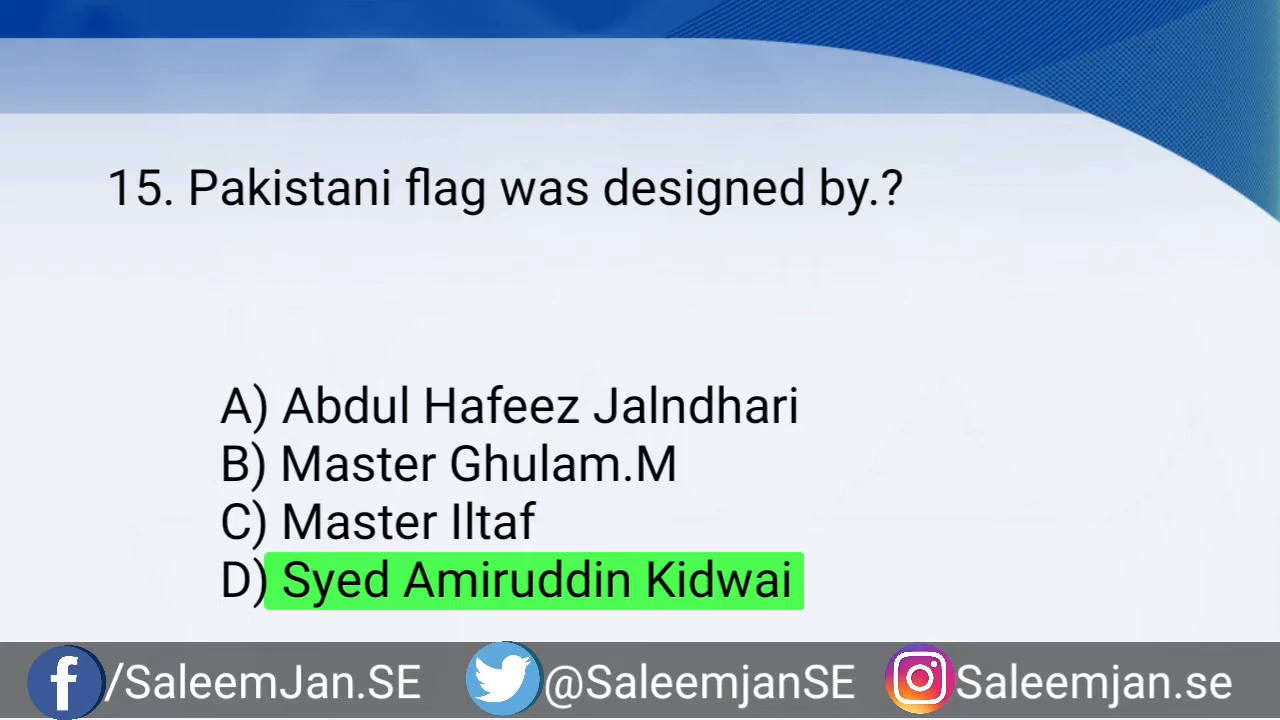 15. Pakistani flag was designed by.?
A) Abdul Hafeez Jalndhari
B) Master Ghulam.M
C) Master Iltaf
D) Syed Amiruddin Kidwai
/SaleemJan.SE @SaleemjanSE Saleemjan.se